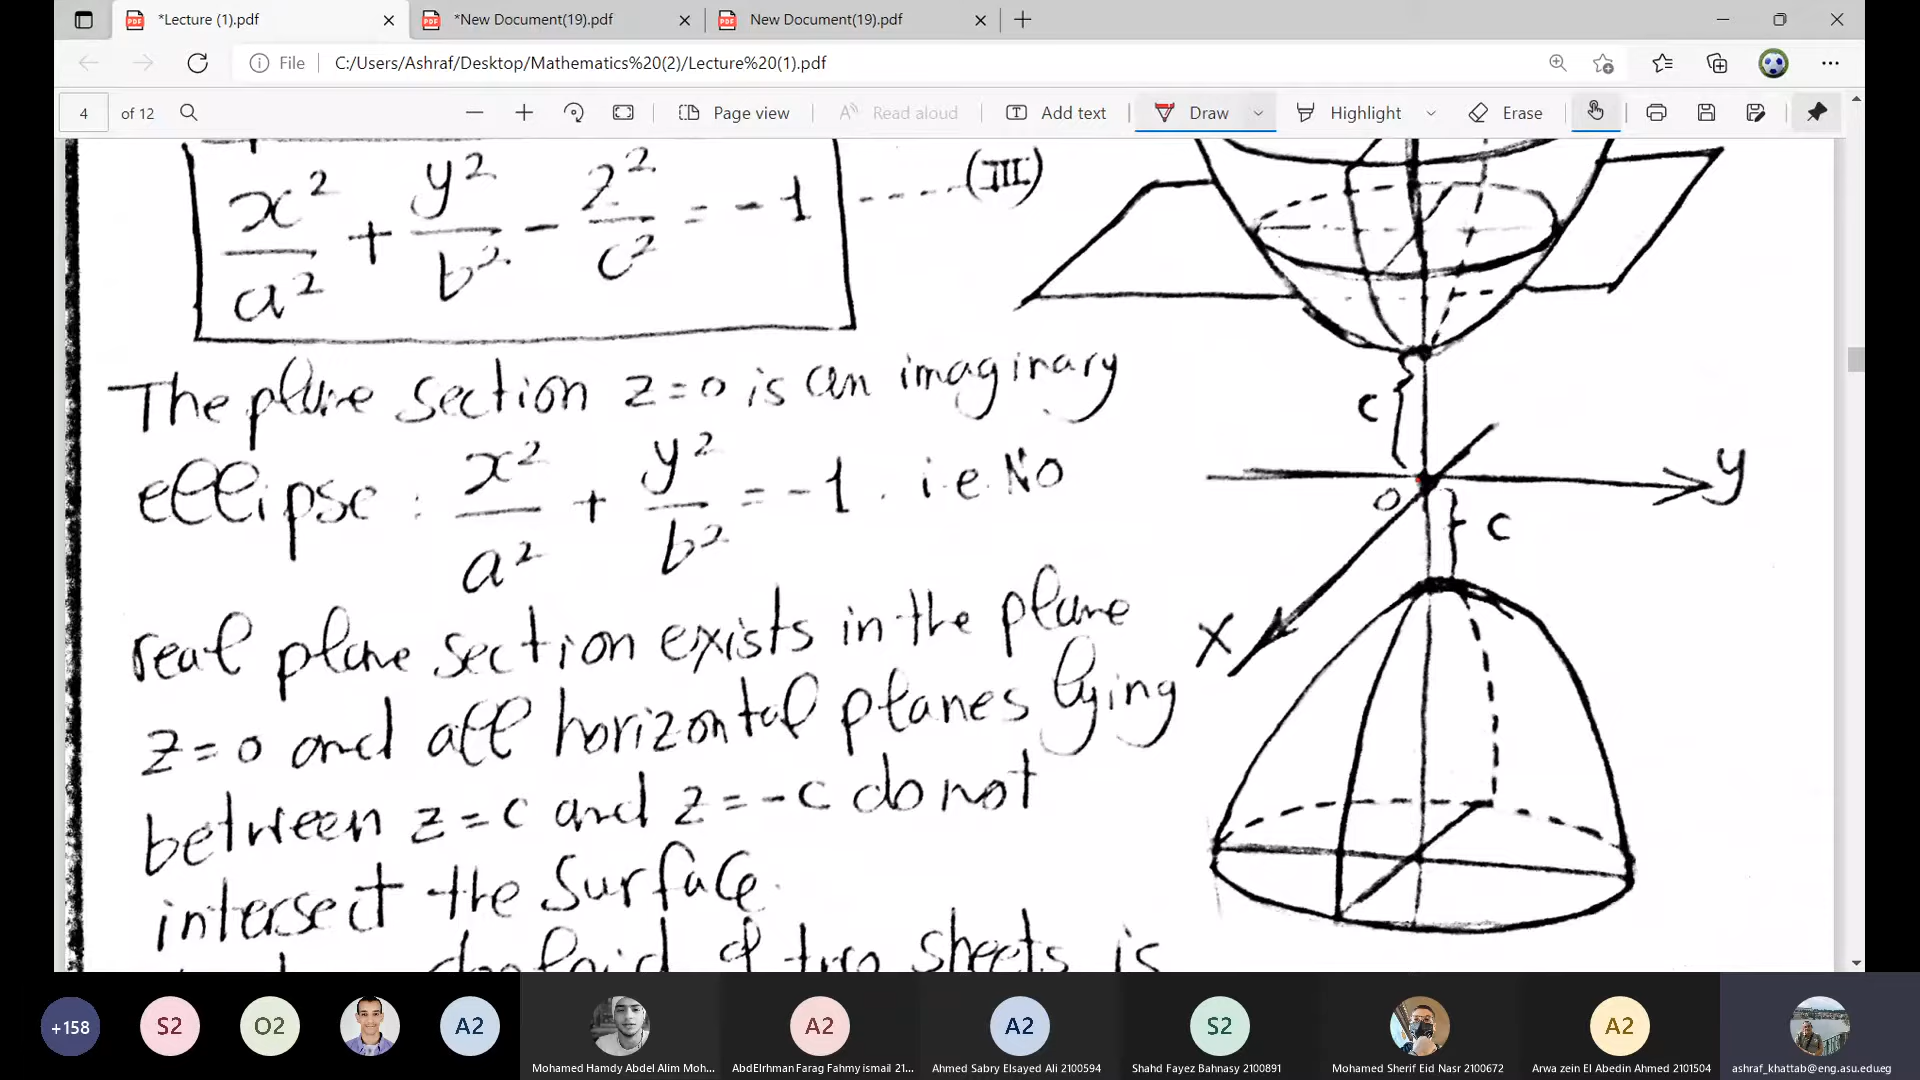 *Lecture (1).pdf
*New Document(19).pdf
New Document(19).pdf
File
C:/Users/Ashraf/Desktop/Mathematics%20(2)/Lecture%20(1).pdf
4 of 12
Page view
Read aloud
Add text
Draw
Highlight
Erase
x²/a² + y²/b² - z²/c² = -1 -----(III)
The plane section z=0 is an imaginary
ellipse : x²/a² + y²/b² = -1 . i.e. No
real plane section exists in the plane
z=0 and all horizontal planes lying
between z=c and z=-c do not
intersect the surface.
of two sheets is
c
y
o
c
x
+158
S2
O2
A2
Mohamed Hamdy Abdel Alim Moh...
A2
AbdElrhman Farag Fahmy ismail 21...
A2
Ahmed Sabry Elsayed Ali 2100594
S2
Shahd Fayez Bahnasy 2100891
Mohamed Sherif Eid Nasr 2100672
A2
Arwa zein El Abedin Ahmed 2101504
ashraf_khattab@eng.asu.edu.eg